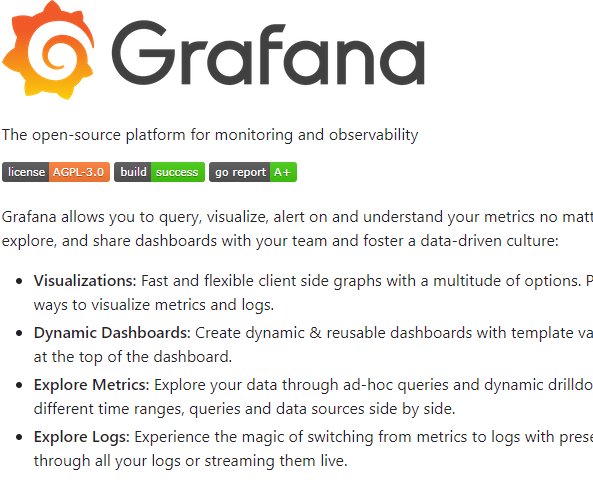 Grafana
The open-source platform for monitoring and observability
license AGPL-3.0 build success go report A+
Grafana allows you to query, visualize, alert on and understand your metrics no
explore, and share dashboards with your team and foster a data-driven culture:
• Visualizations: Fast and flexible client side graphs with a multitude of options.
ways to visualize metrics and logs.
• Dynamic Dashboards: Create dynamic & reusable dashboards with template
at the top of the dashboard.
• Explore Metrics: Explore your data through ad-hoc queries and dynamic
different time ranges, queries and data sources side by side.
• Explore Logs: Experience the magic of switching from metrics to logs with
through all your logs or streaming them live.